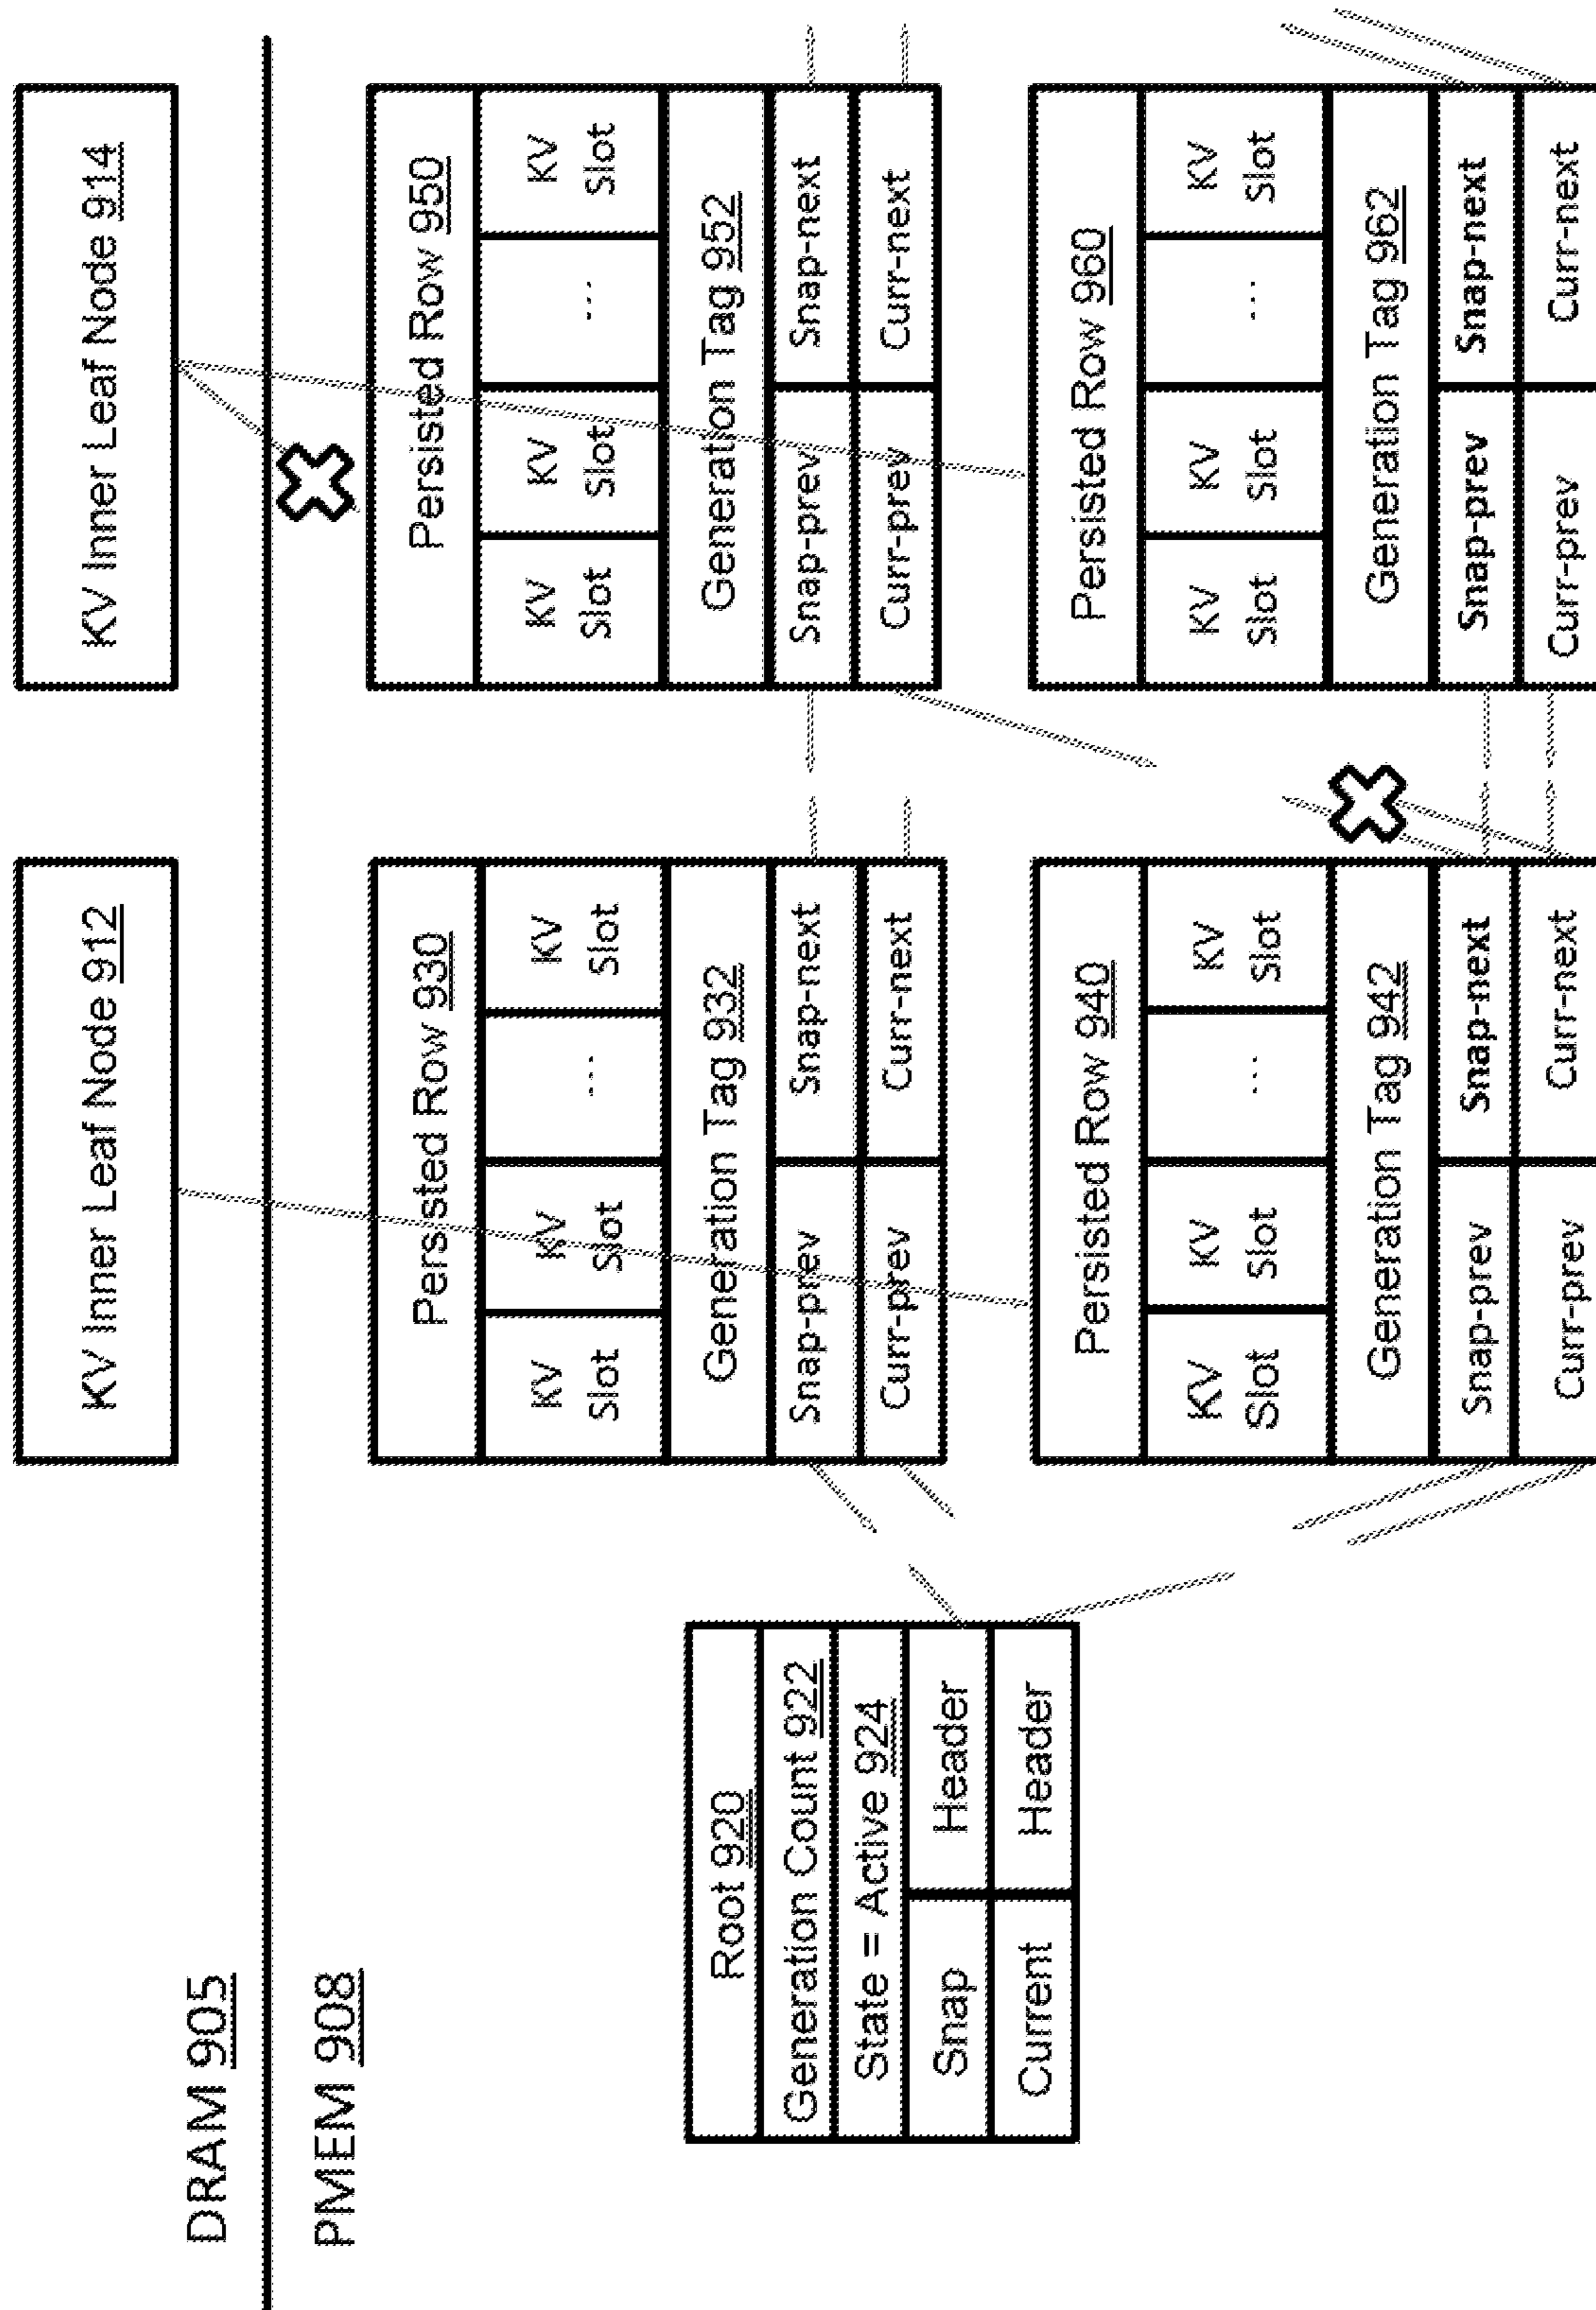 DRAM 905
PMEM 908
KV Inner Leaf Node 912
KV Inner Leaf Node 914
Root 920
Generation Count 922
State = Active 924
Snap
Header
Current
Header
Persisted Row 930
KV
Slot
KV
Slot
...
KV
Slot
Generation Tag 932
Snap-prev
Snap-next
Curr-prev
Curr-next
Persisted Row 950
KV
Slot
KV
Slot
...
KV
Slot
Generation Tag 952
Snap-prev
Snap-next
Curr-prev
Curr-next
Persisted Row 940
KV
Slot
KV
Slot
...
KV
Slot
Generation Tag 942
Snap-prev
Snap-next
Curr-prev
Curr-next
Persisted Row 960
KV
Slot
KV
Slot
...
KV
Slot
Generation Tag 962
Snap-prev
Snap-next
Curr-prev
Curr-next